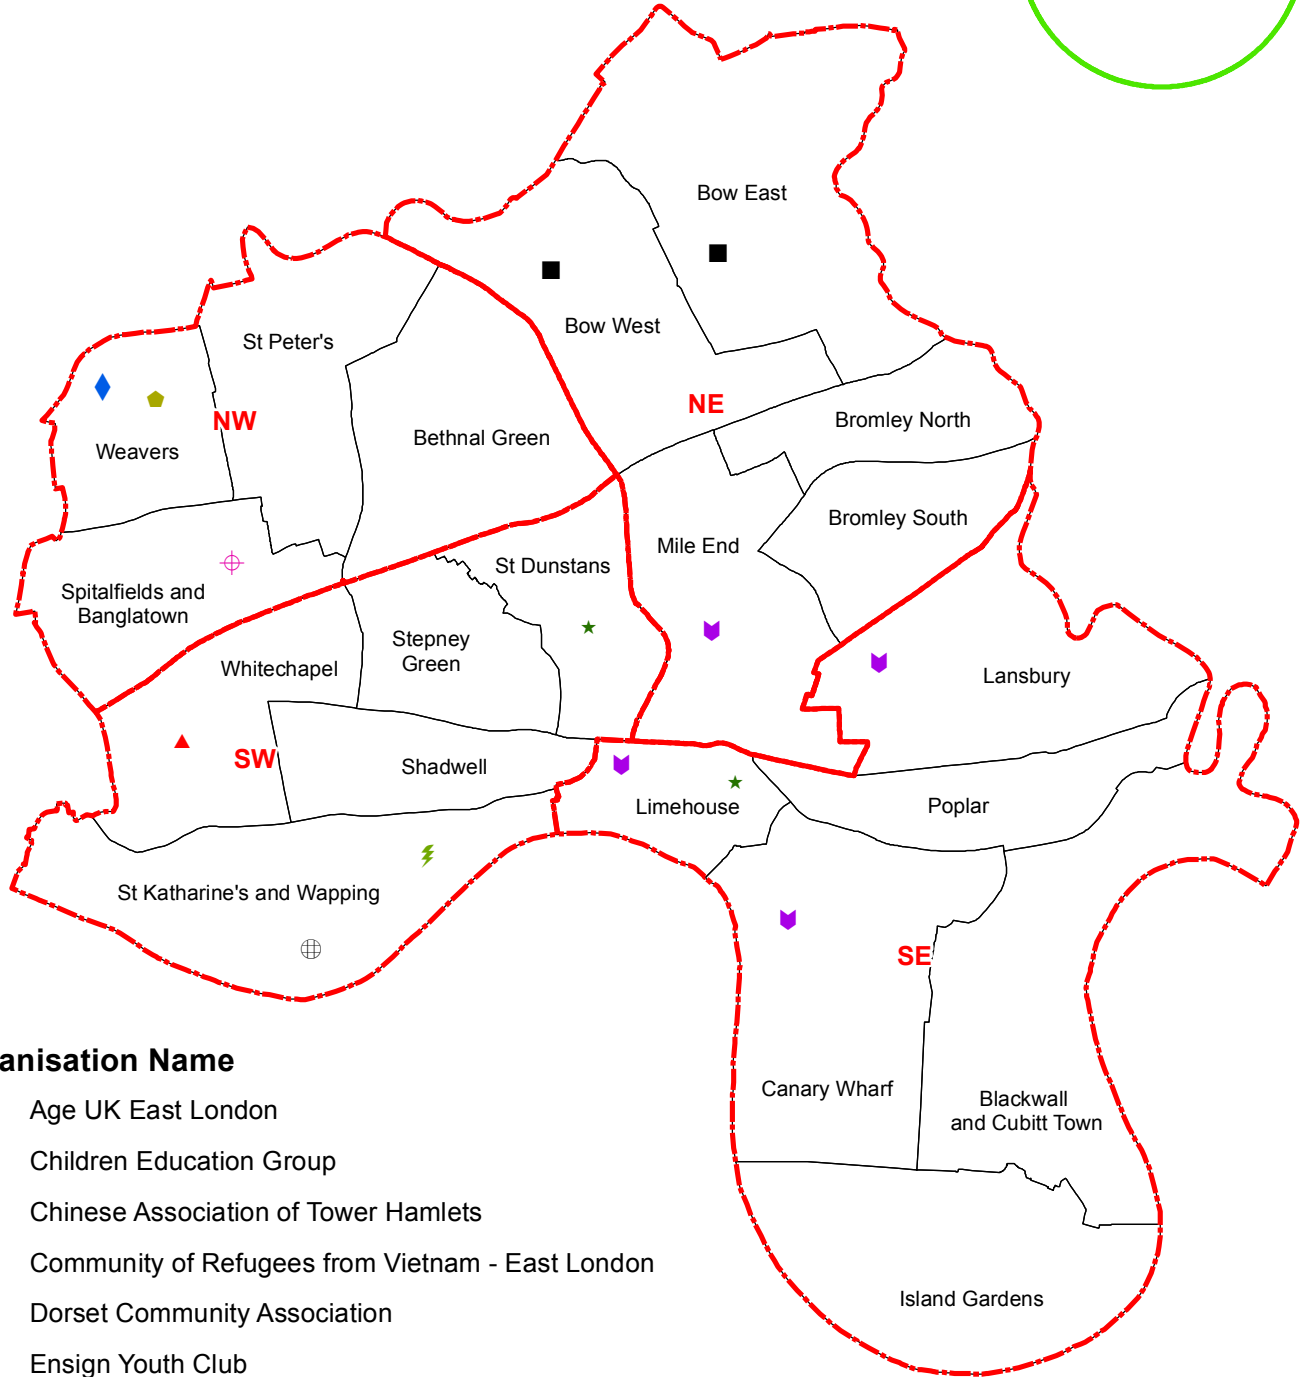 Bow East
Bow West
St Peter's
NE
NW
Bromley North
Weavers
Bethnal Green
Bromley South
Mile End
St Dunstans
Spitalfields and
Banglatown
Stepney
Green
Whitechapel
Lansbury
SW
Shadwell
Limehouse
Poplar
St Katharine's and Wapping
SE
Canary Wharf
Blackwall
and Cubitt Town
Island Gardens
anisation Name
Age UK East London
Children Education Group
Chinese Association of Tower Hamlets
Community of Refugees from Vietnam - East London
Dorset Community Association
Ensign Youth Club